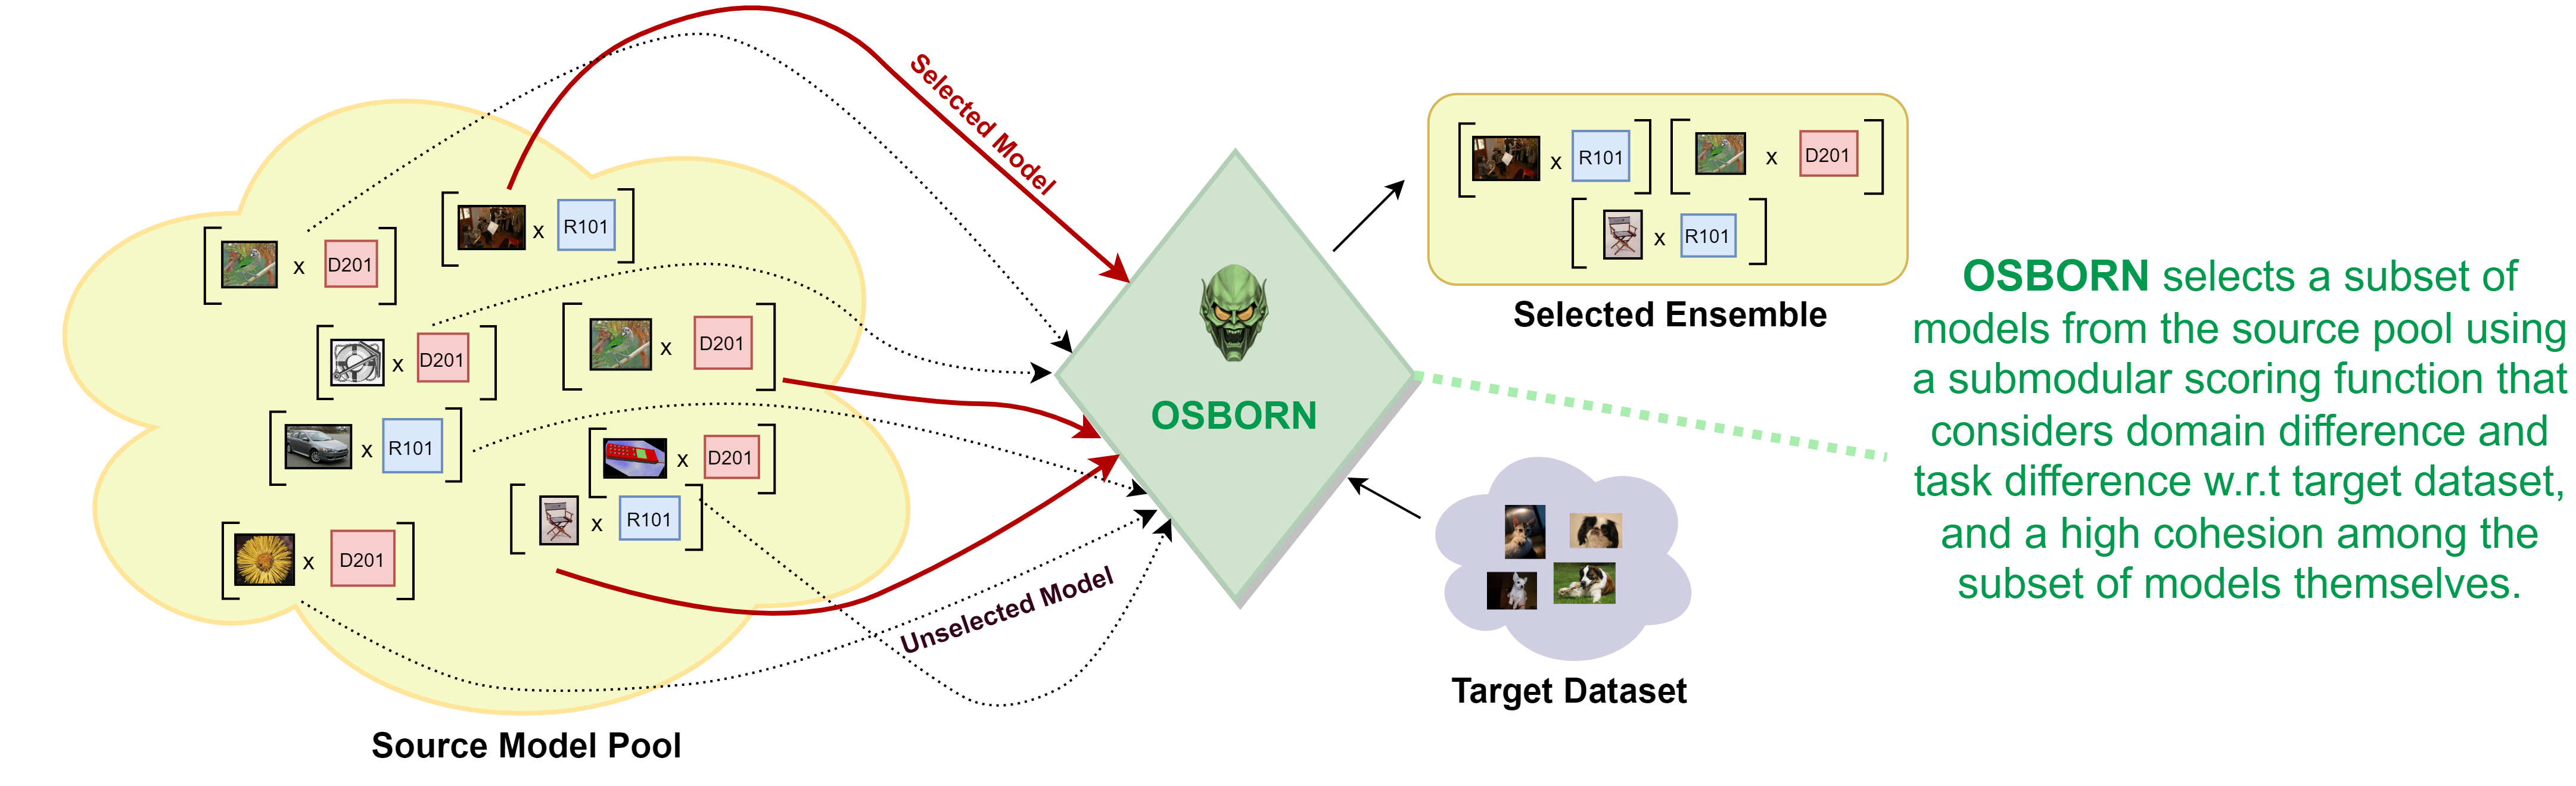 Selected Model
x R101
x D201
x D201
x D201
x R101
x D201
x R101
x D201
Source Model Pool
Unselected Model
OSBORN
x R101
x D201
x R101
Selected Ensemble
Target Dataset
OSBORN selects a subset of
models from the source pool using
a submodular scoring function that
considers domain difference and
task difference w.r.t target dataset,
and a high cohesion among the
subset of models themselves.